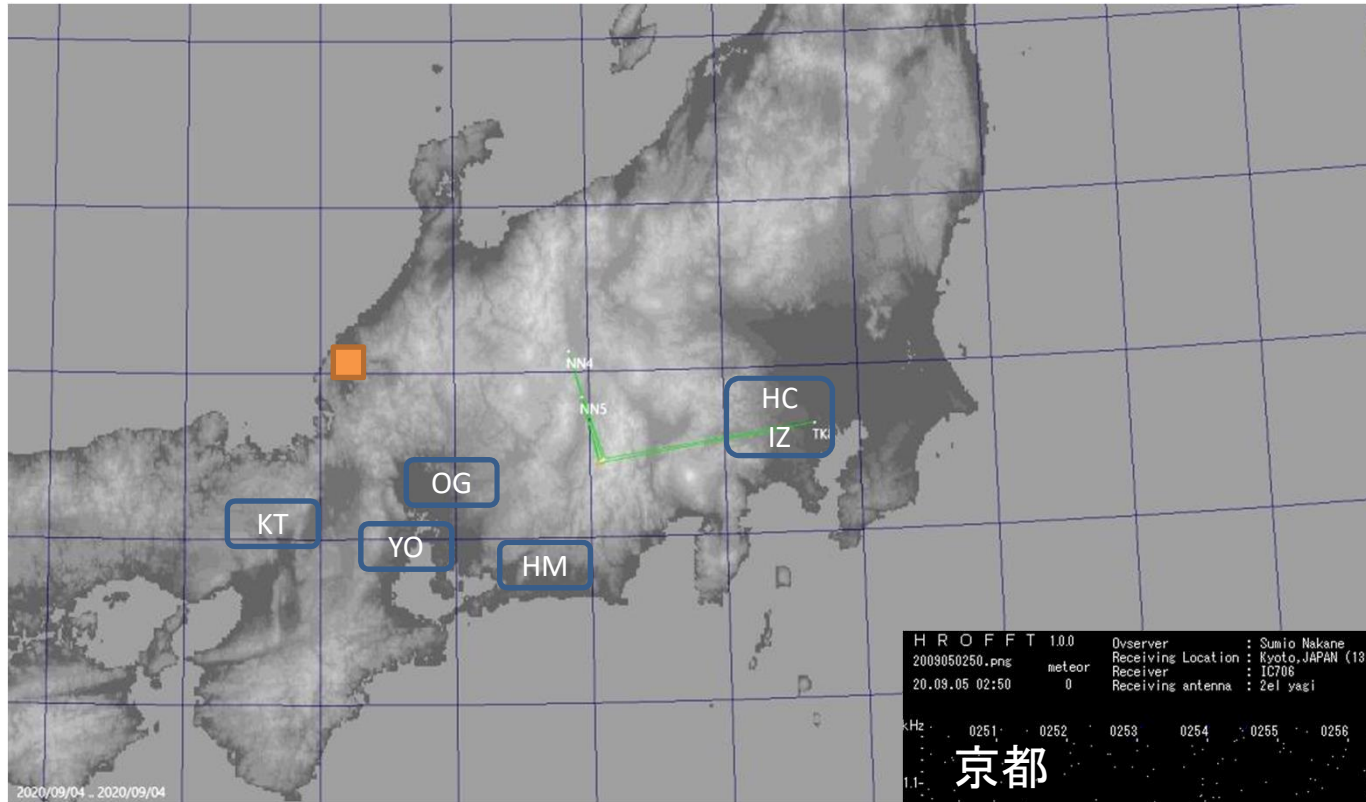 NN4
NN5
HC
IZ
OG
KT
YO
HM
H R O F F T 1.0.0
2009050250.png meteor
20.09.05 02:50 0
Ovserver : Sumio Nakane
Receiving Location : Kyoto,JAPAN (13
Receiver : IC706
Receiving antenna : 2el yagi
kHz 0251 0252 0253 0254 0255 0256
京都
1.1-
2020/09/04 .. 2020/09/04